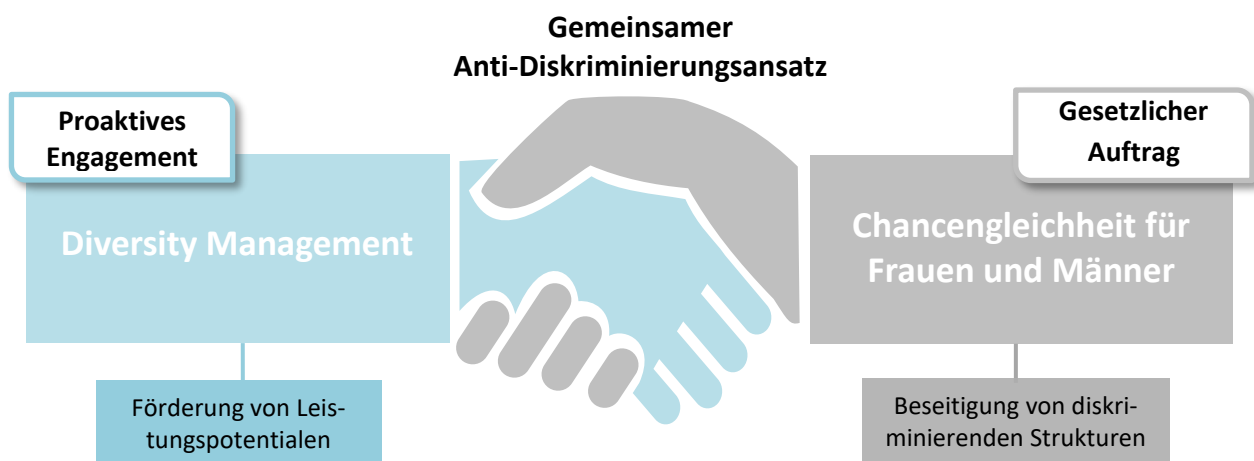 Gemeinsamer
Anti-Diskriminierungsansatz
Proaktives
Engagement
Diversity Management
Förderung von Leis-
tungspotentialen
Gesetzlicher
Auftrag
Chancengleichheit für
Frauen und Männer
Beseitigung von diskri-
minierenden Strukturen